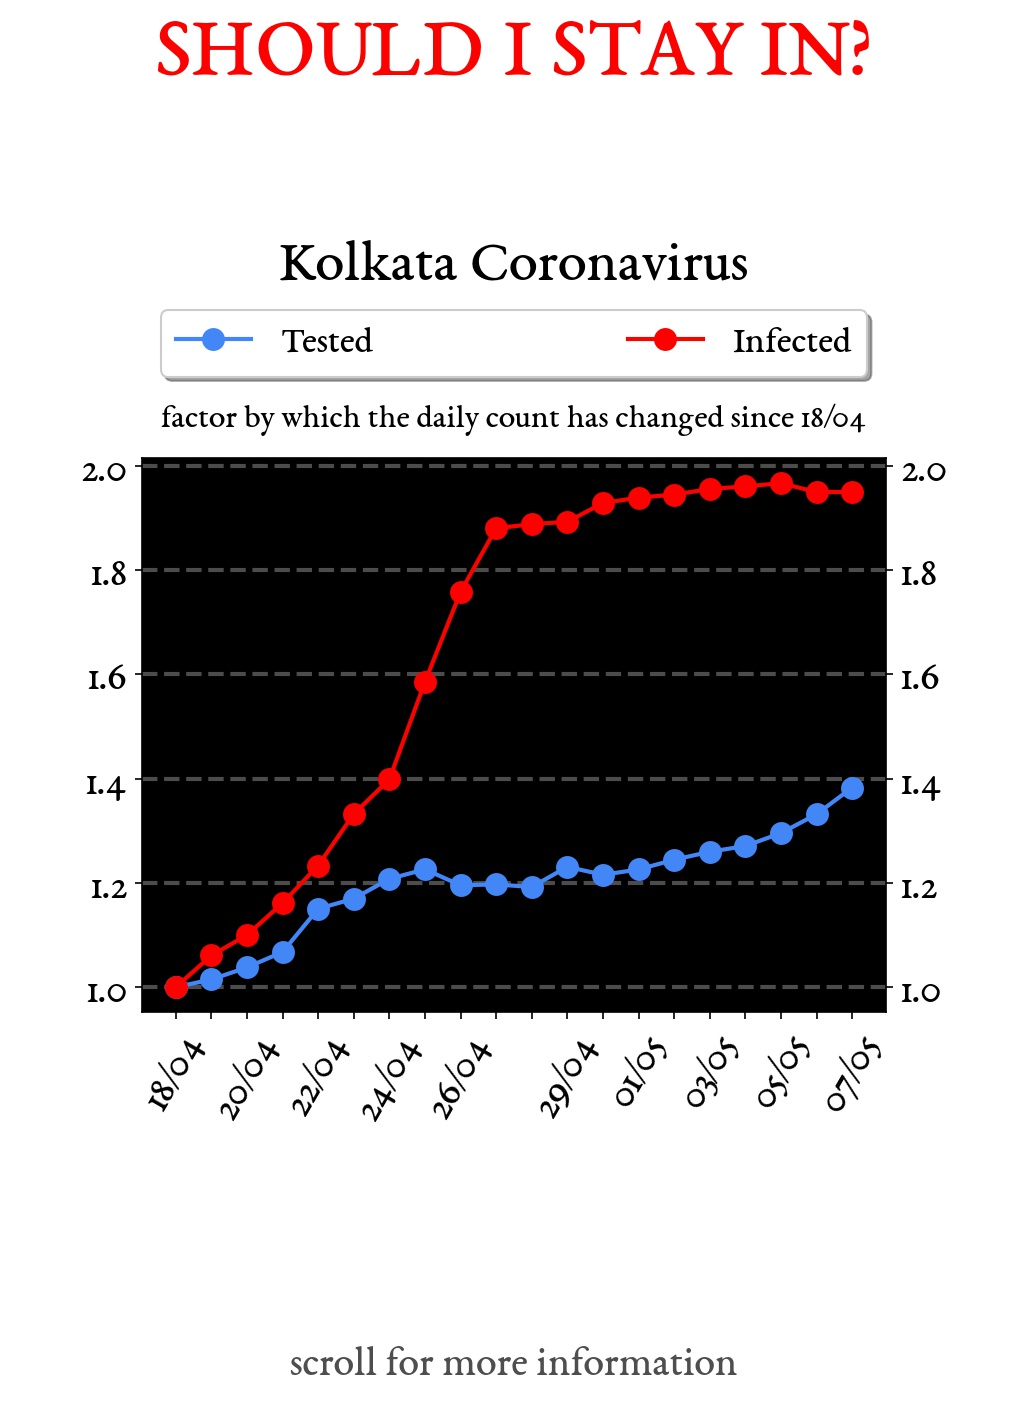 SHOULD I STAY IN?
Kolkata Coronavirus
Tested Infected
factor by which the daily count has changed since 18/04
2.0 2.0
1.8 1.8
1.6 1.6
1.4 1.4
1.2 1.2
1.0 1.0
18/04 20/04 22/04 24/04 26/04 29/04 01/05 03/05 05/05 07/05
scroll for more information